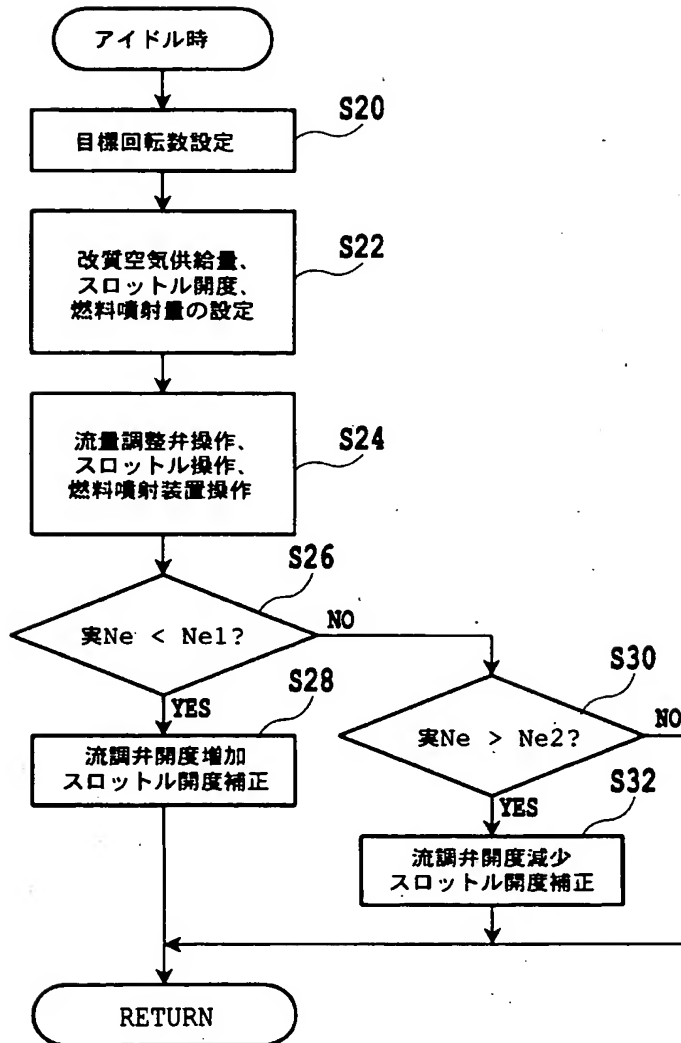 アイドル時
S20
目標回転数設定
S22
改質空気供給量、
スロットル開度、
燃料噴射量の設定
S24
流量調整弁操作、
スロットル操作、
燃料噴射装置操作
S26
実Ne < Ne1?
NO
YES
S28
流調弁開度増加
スロットル開度補正
S30
実Ne > Ne2?
NO
YES
S32
流調弁開度減少
スロットル開度補正
RETURN